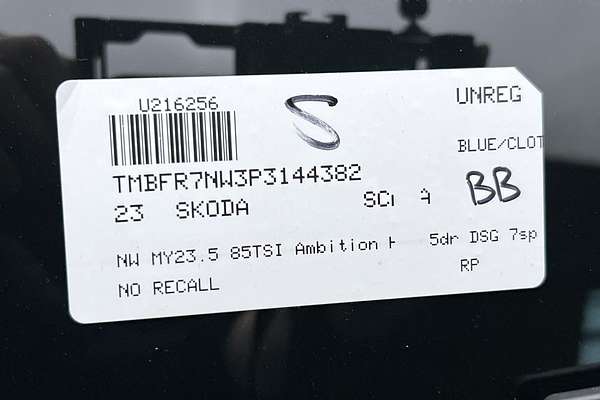 U216256
S
UNREG
BLUE/CLOT
TMBFR7NW3P3144382
BB
23 SKODA
NW MY23.5 85TSI Ambition 5dr DSG 7sp
NO RECALL
RP